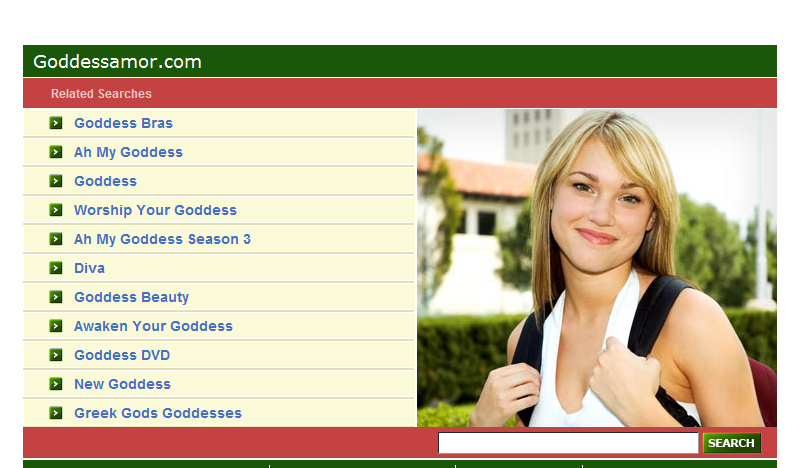 Goddessamor.com
Related Searches
Goddess Bras
Ah My Goddess
Goddess
Worship Your Goddess
Ah My Goddess Season 3
Diva
Goddess Beauty
Awaken Your Goddess
Goddess DVD
New Goddess
Greek Gods Goddesses
SEARCH